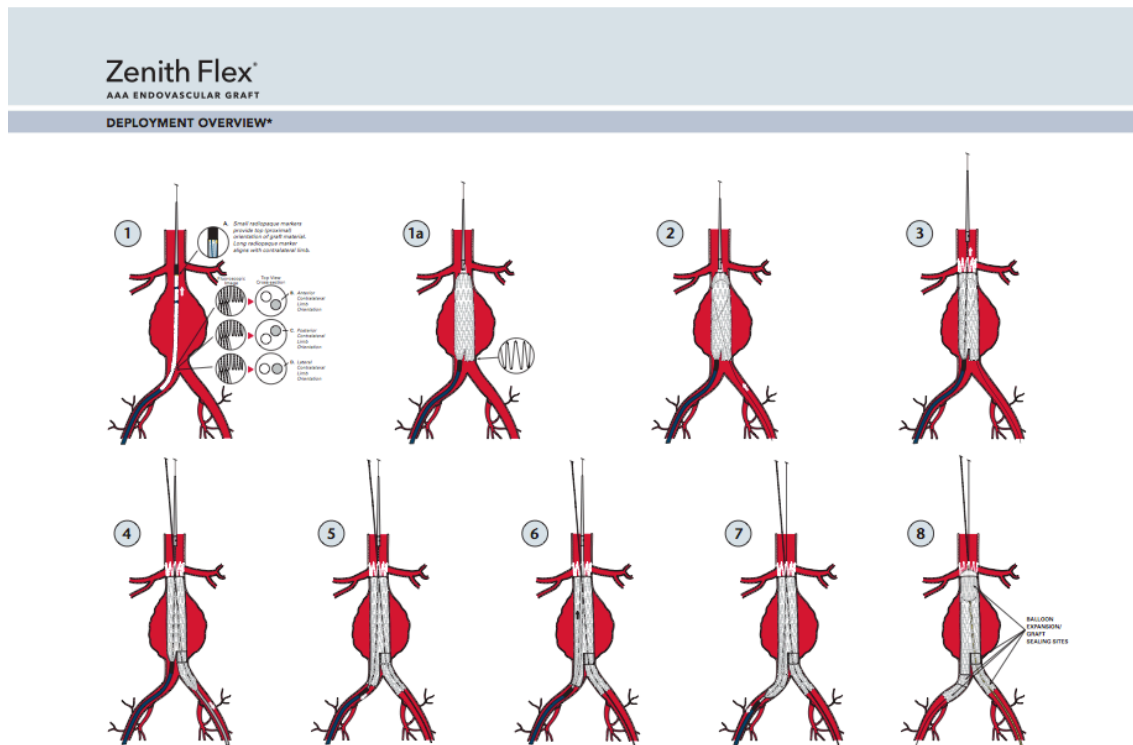 Zenith Flex®
AAA ENDOVASCULAR GRAFT
DEPLOYMENT OVERVIEW*
1
A. Small radiopaque markers
provide top (proximal)
orientation of graft material.
Long radiopaque marker
aligns with contralateral limb.
Fluoroscopic
Image
Top View
Cross-section
B. Anterior
Contralateral
Limb
Orientation
C. Posterior
Contralateral
Limb
Orientation
D. Lateral
Contralateral
Limb
Orientation
1a
2
3
4
5
6
7
8
BALLOON
EXPANSION/
GRAFT
SEALING SITES